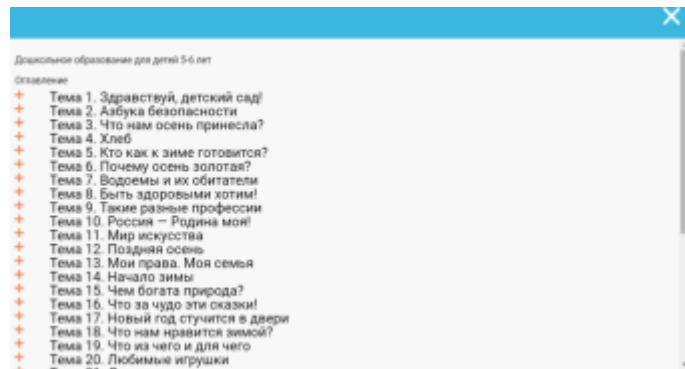 Дошкольное образование для детей 5-6 лет
Оглавление
Тема 1. Здравствуй, детский сад!
Тема 2. Азбука безопасности
Тема 3. Что нам осень принесла?
Тема 4. Хлеб
Тема 5. Кто как к зиме готовится?
Тема 6. Почему осень золотая?
Тема 7. Водоемы и их обитатели
Тема 8. Быть здоровыми хотим!
Тема 9. Такие разные профессии
Тема 10. Россия — Родина моя!
Тема 11. Мир искусства
Тема 12. Поздняя осень
Тема 13. Мои права. Моя семья
Тема 14. Начало зимы
Тема 15. Чем богата природа?
Тема 16. Что за чудо эти сказки!
Тема 17. Новый год стучится в двери
Тема 18. Что нам нравится зимой?
Тема 19. Что из чего и для чего
Тема 20. Любимые игрушки